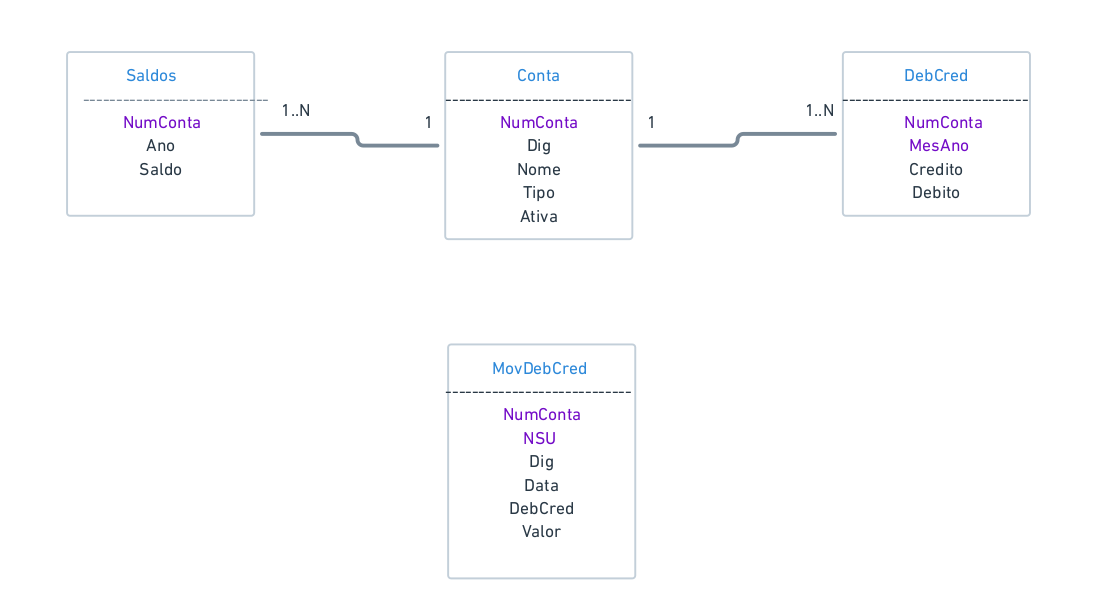 Saldos
NumConta
Ano
Saldo
1..N
1
Conta
NumConta
Dig
Nome
Tipo
Ativa
1
1..N
DebCred
NumConta
MesAno
Credito
Debito
MovDebCred
NumConta
NSU
Dig
Data
DebCred
Valor